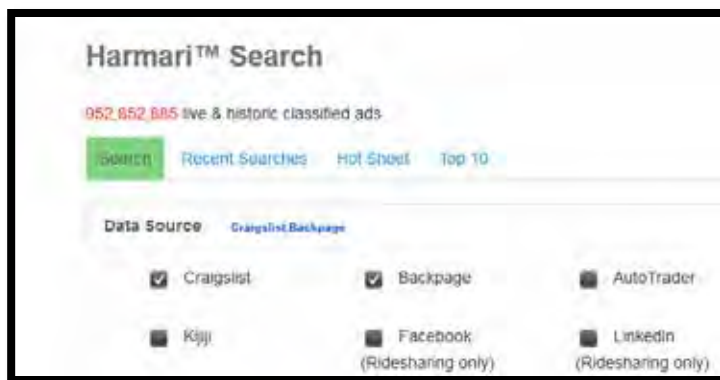 Harmari™ Search
952,852,885 live & historic classified ads
Search Recent Searches Hot Sheet Top 10
Data Source Craigslist,Backpage
Craigslist Backpage AutoTrader
Kijiji Facebook LinkedIn
(Ridesharing only) (Ridesharing only)